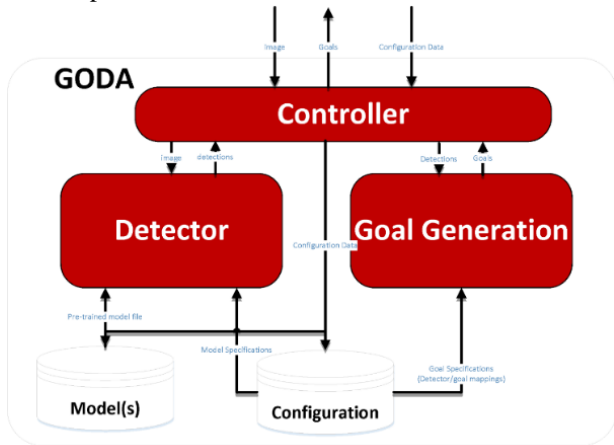 Image
Goals
Configuration Data
GODA
Controller
image
detections
Detections
Goals
Detector
Goal Generation
Configuration Data
Pre-trained model file
Model Specifications
Goal Specifications
(Detector/goal mappings)
Model(s)
Configuration